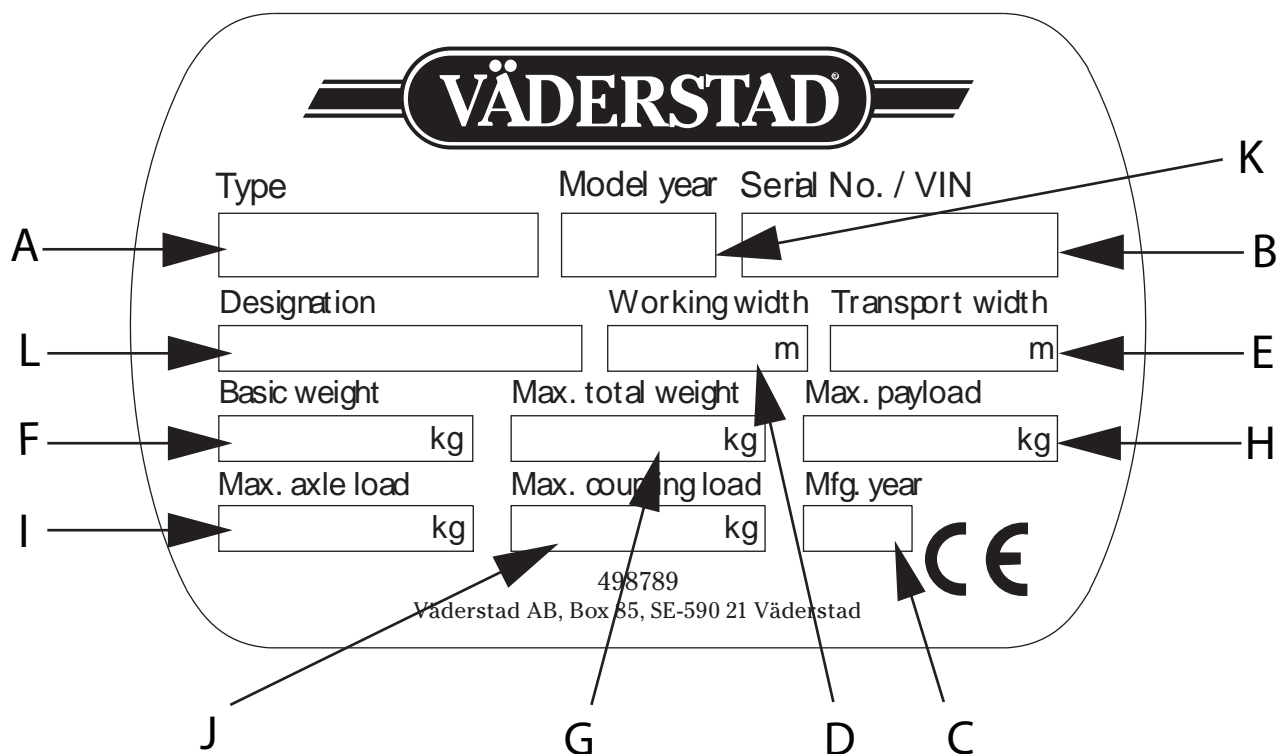 VÄDERSTAD®
K
Type Model year Serial No. / VIN
A B
Designation Working width Transport width
L m m E
Basic weight Max. total weight Max. payload
F kg kg kg H
Max. axle load Max. coupling load Mfg. year
I kg kg CE
498789
Väderstad AB, Box 85, SE-590 21 Väderstad
J G D C